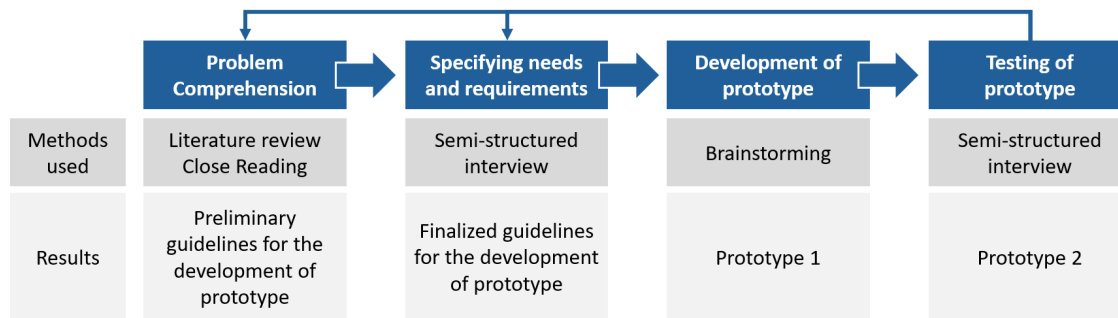 Problem
Comprehension
Specifying needs
and requirements
Development of
prototype
Testing of
prototype
Methods
used
Literature review
Close Reading
Semi-structured
interview
Brainstorming
Semi-structured
interview
Results
Preliminary
guidelines for the
development of
prototype
Finalized guidelines
for the development
of prototype
Prototype 1
Prototype 2